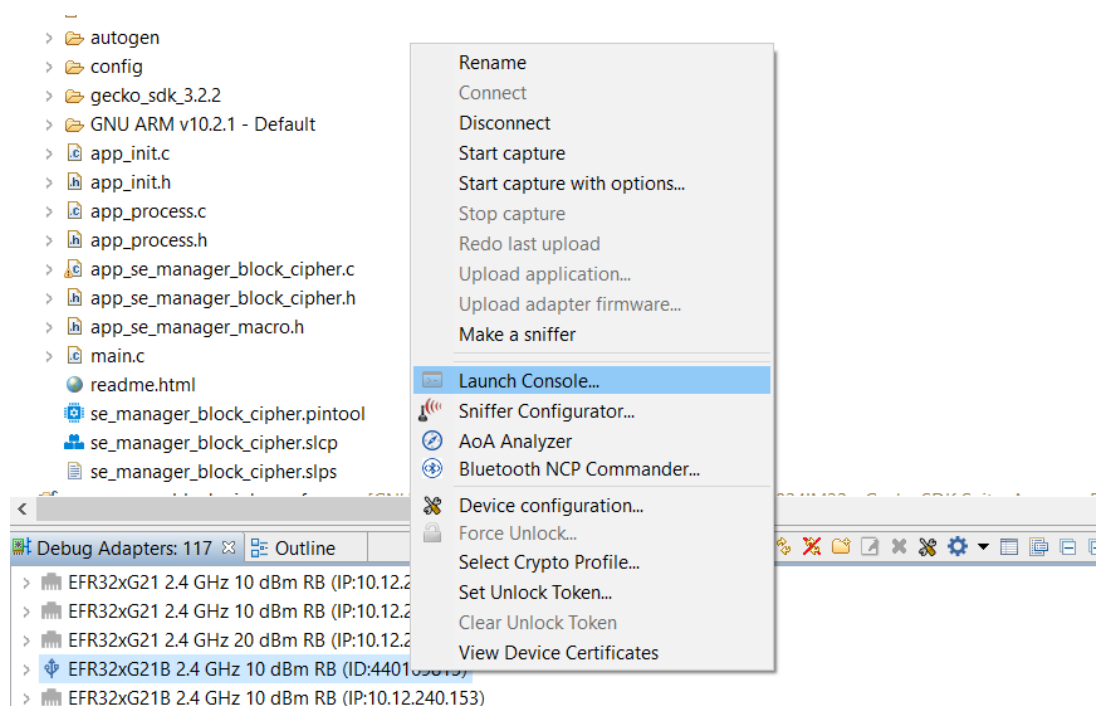 autogen
config
gecko_sdk_3.2.2
GNU ARM v10.2.1 - Default
app_init.c
app_init.h
app_process.c
app_process.h
app_se_manager_block_cipher.c
app_se_manager_block_cipher.h
app_se_manager_macro.h
main.c
readme.html
se_manager_block_cipher.pintool
se_manager_block_cipher.slcp
se_manager_block_cipher.slps
Rename
Connect
Disconnect
Start capture
Start capture with options...
Stop capture
Redo last upload
Upload application...
Upload adapter firmware...
Make a sniffer
Launch Console...
Sniffer Configurator...
AoA Analyzer
Bluetooth NCP Commander...
Device configuration...
Force Unlock...
Select Crypto Profile...
Set Unlock Token...
Clear Unlock Token
View Device Certificates
Debug Adapters: 117
Outline
EFR32xG21 2.4 GHz 10 dBm RB (IP:10.12.2
EFR32xG21 2.4 GHz 10 dBm RB (IP:10.12.2
EFR32xG21 2.4 GHz 20 dBm RB (IP:10.12.2
EFR32xG21B 2.4 GHz 10 dBm RB
EFR32xG21B 2.4 GHz 10 dBm RB (IP:10.12.240.153)